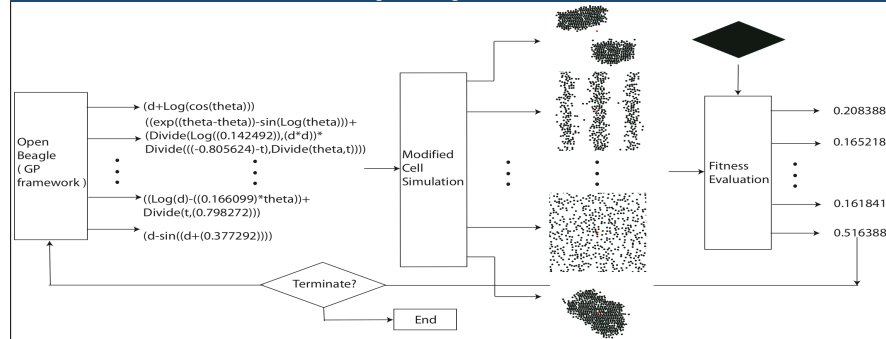 Open
Beagle
( GP
framework )
(d+Log(cos(theta)))
((exp((theta-theta))-sin(Log(theta)))+
(Divide(Log((0.142492)),(d*d))*
Divide(((-0.805624)-t),Divide(theta,t))))
((Log(d)-((0.166099)*theta))+
Divide(t,(0.798272)))
(d-sin((d+(0.377292))))
Modified
Cell
Simulation
Fitness
Evaluation
0.208388
0.165218
0.161841
0.516388
Terminate?
End